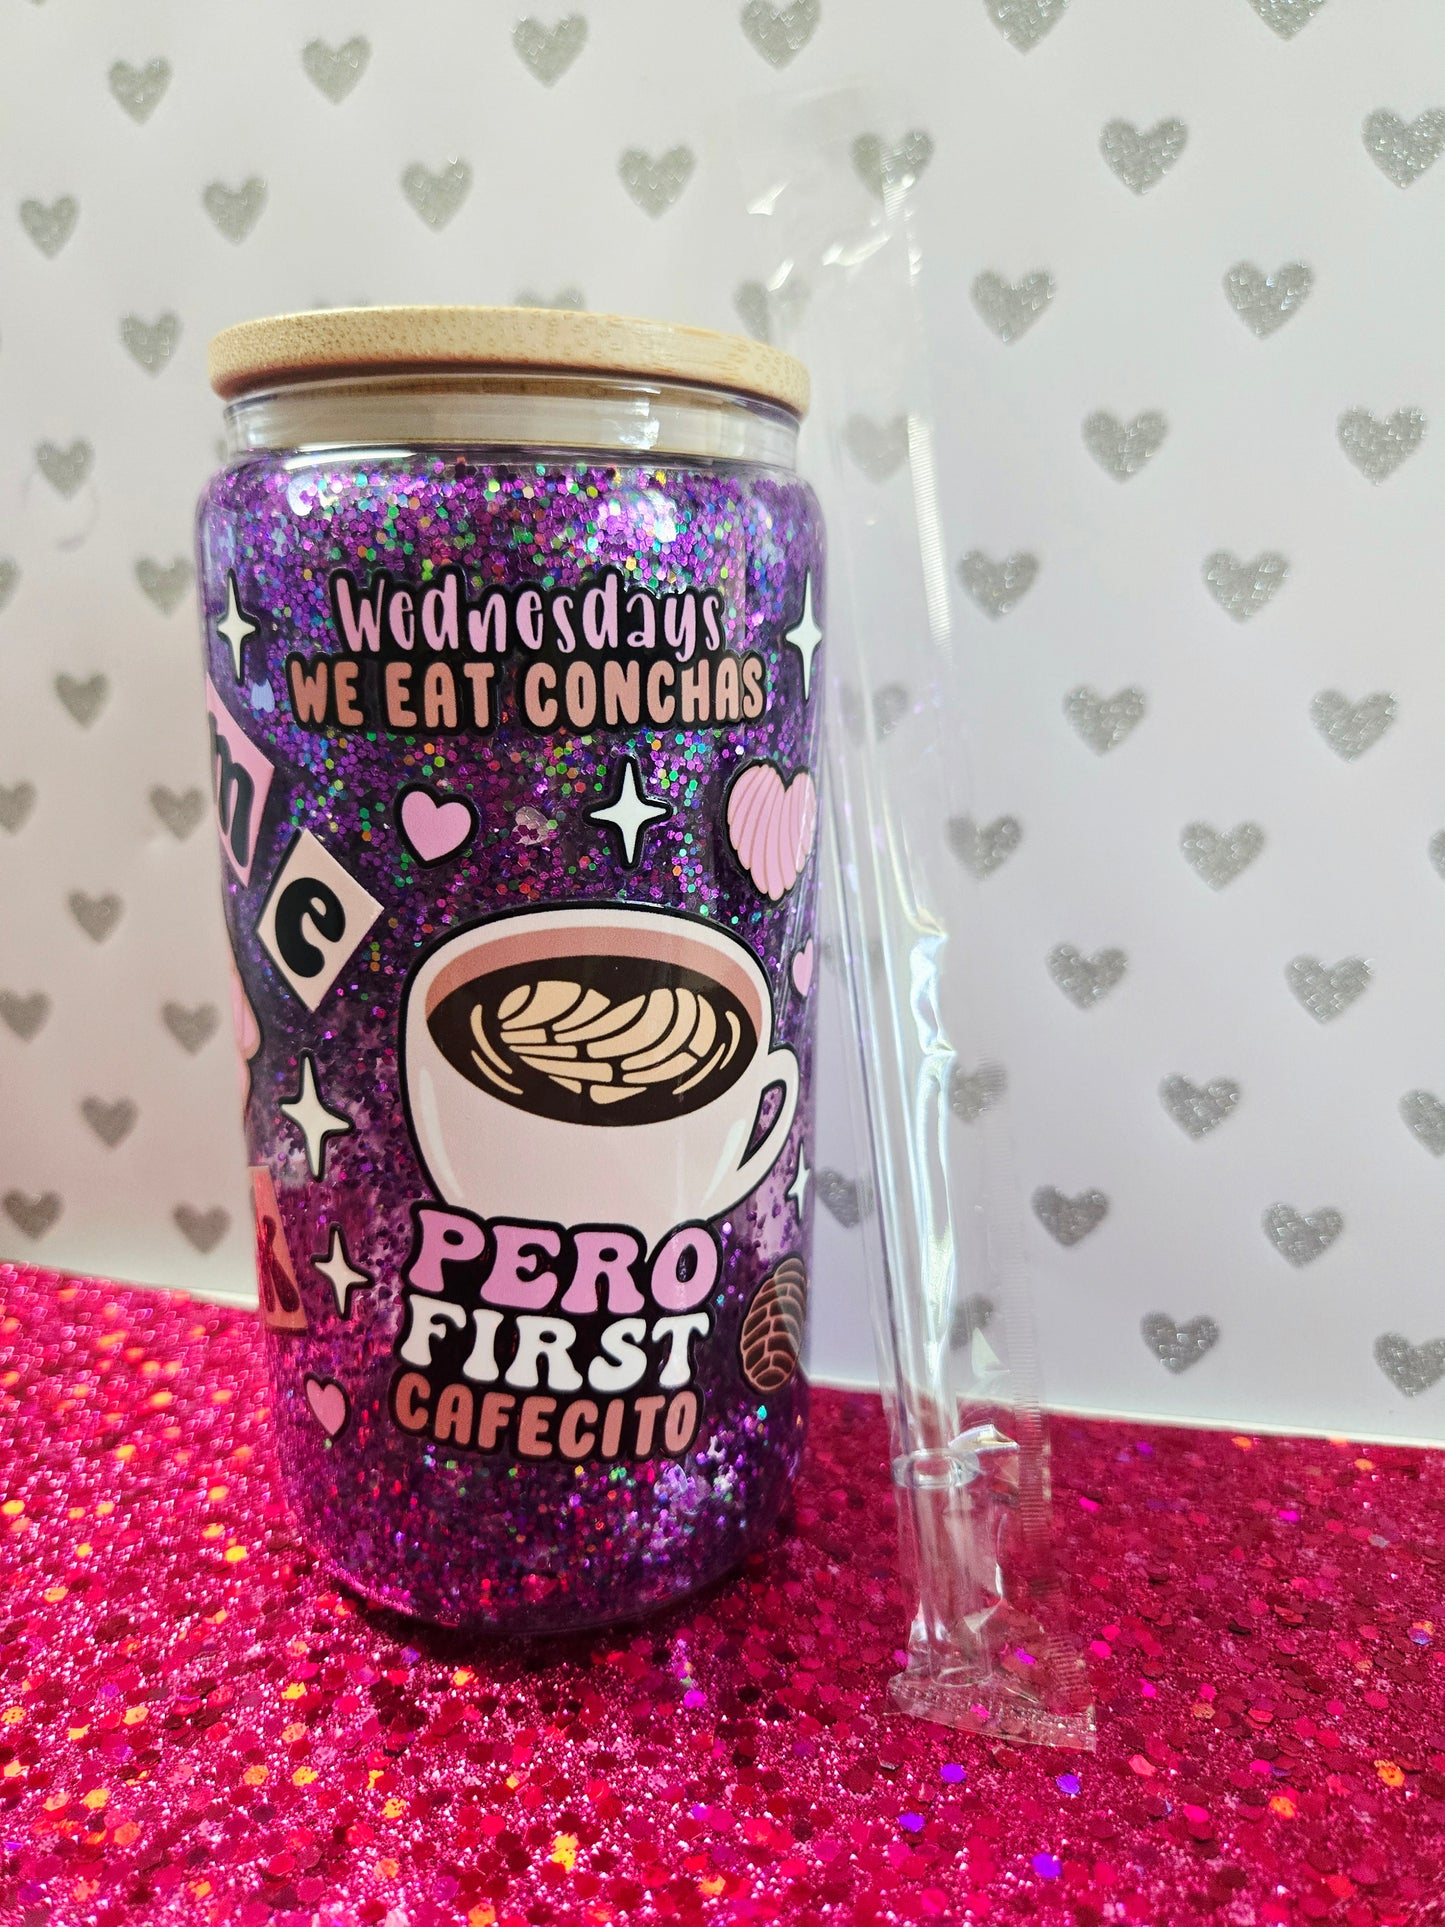 Wednesdays
WE EAT CONCHAS
m
e
R
PERO
FIRST
CAFECITO